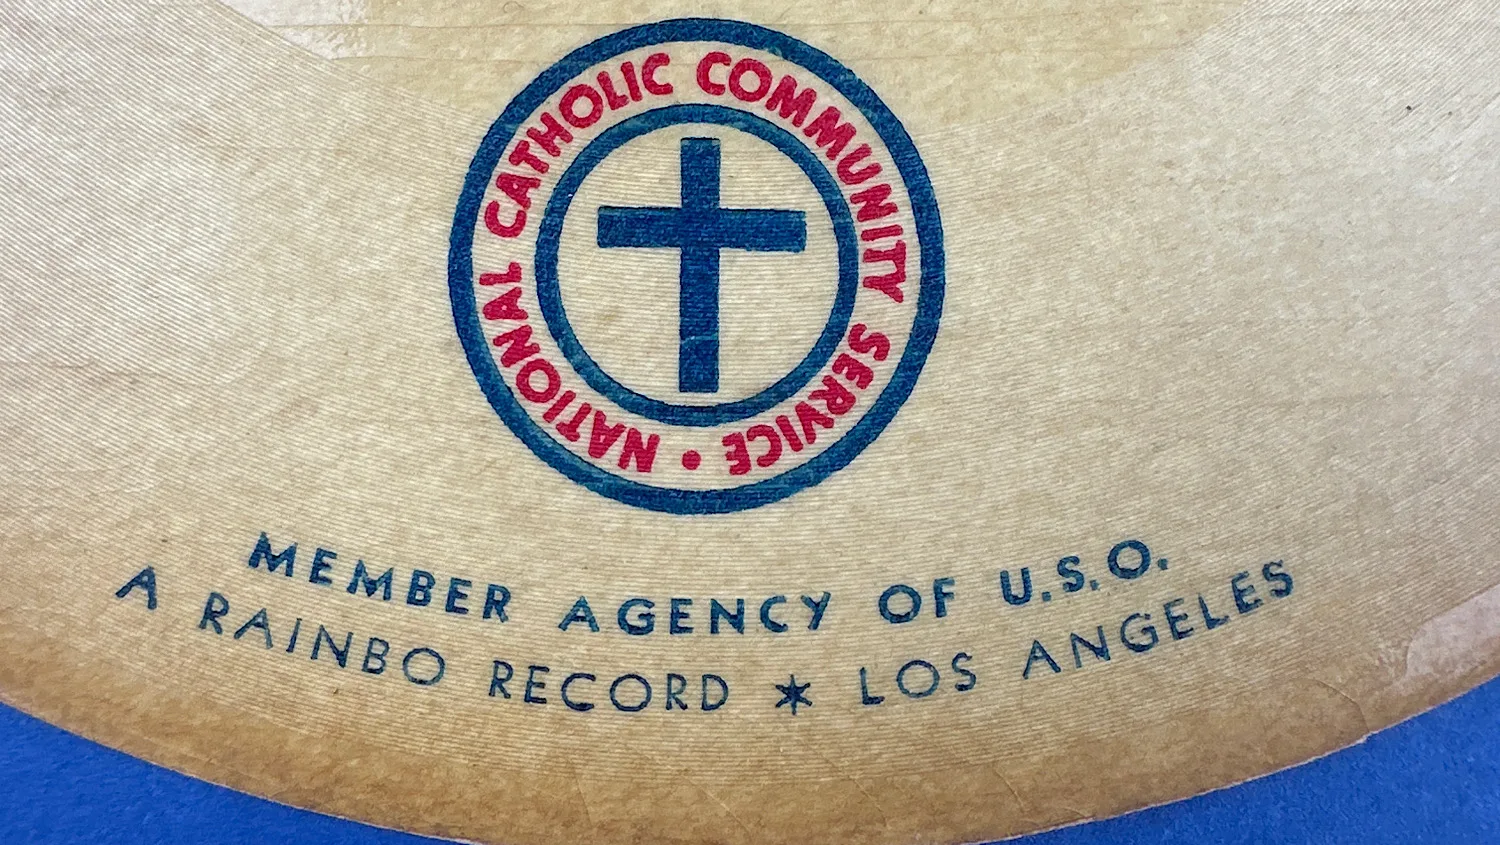 NATIONAL CATHOLIC COMMUNITY SERVICE •
MEMBER AGENCY OF U.S.O.
A RAINBO RECORD * LOS ANGELES